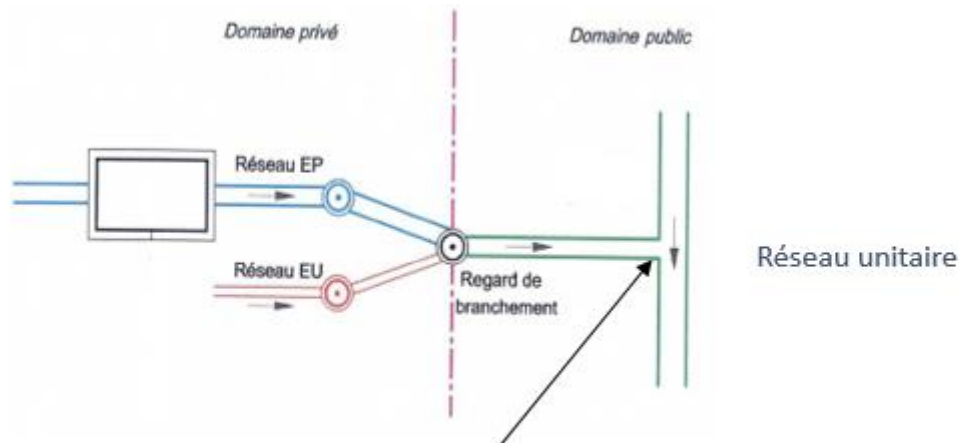 Domaine privé
Domaine public
Réseau EP
Réseau EU
Regard de
branchement
Réseau unitaire